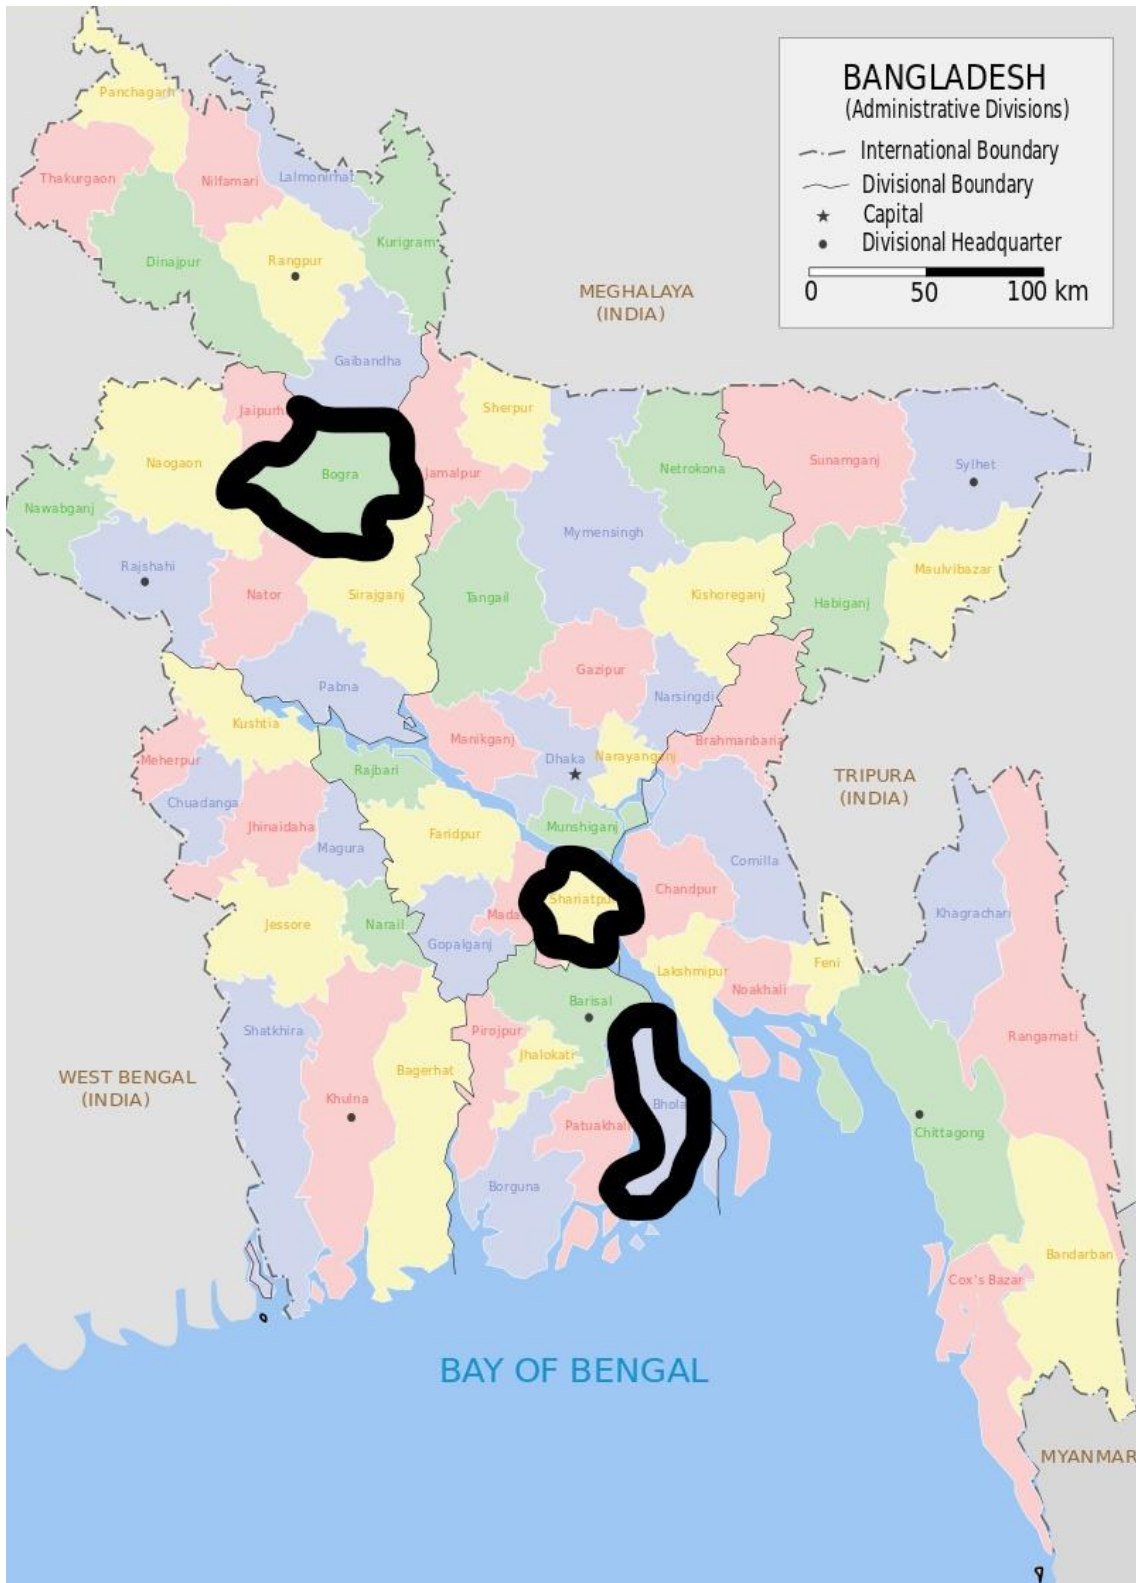 BANGLADESH
(Administrative Divisions)
International Boundary
Divisional Boundary
Capital
Divisional Headquarter
0 50 100 km
Panchagarh
Thakurgaon
Nilfamari
Lalmonirhat
Dinajpur
Rangpur
Kurigram
MEGHALAYA
(INDIA)
Gaibandha
Jaipurh
Sherpur
Naogaon
Bogra
Jamalpur
Netrokona
Sunamganj
Sylhet
Nawabganj
Mymensingh
Rajshahi
Nator
Sirajganj
Tangail
Kishoreganj
Habiganj
Maulvibazar
Gazipur
Pabna
Narsingdi
Kushtia
Manikganj
Brahmanbaria
Meherpur
Rajbari
Dhaka
Narayanganj
TRIPURA
(INDIA)
Chuadanga
Jhinaidaha
Magura
Faridpur
Munshiganj
Comilla
Shariatpu
Chandpur
Jessore
Narail
Gopalganj
Mada
Khagrachari
Lakshmipur
Feni
Noakhali
Barisal
Shatkhira
Pirojpur
Jhalokati
Rangamati
WEST BENGAL
(INDIA)
Bagerhat
Khulna
Patuakhali
Bhola
Chittagong
Borguna
Bandarban
Cox's Bazar
BAY OF BENGAL
MYANMAR